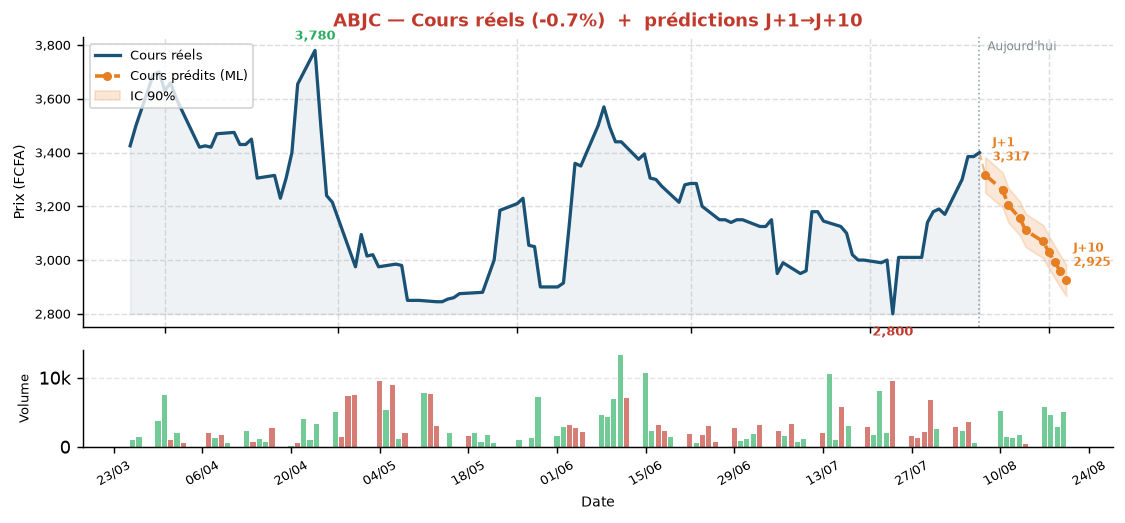 ABJC — Cours réels (-0.7%)  +  prédictions J+1→J+10
Cours réels
Cours prédits (ML)
IC 90%
3,780
Aujourd'hui
J+1
3,317
J+10
2,925
2,800
Prix (FCFA)
3,800
3,600
3,400
3,200
3,000
2,800
Volume
10k
0
23/03
06/04
20/04
04/05
18/05
01/06
15/06
29/06
13/07
27/07
10/08
24/08
Date